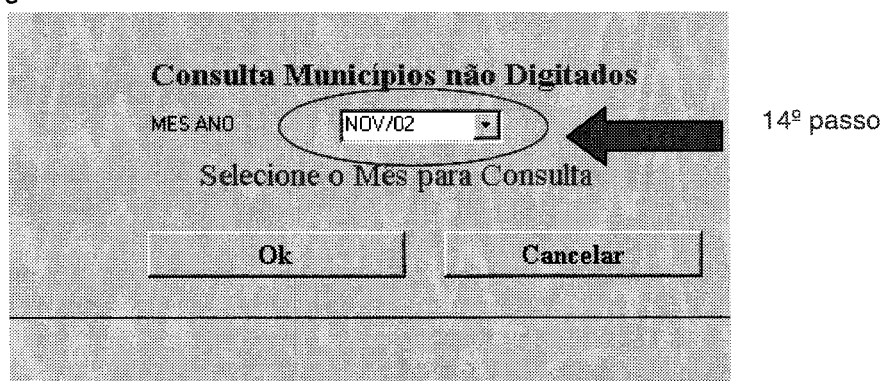 Consulta Municípios não Digitados
MES ANO NOV/02
14º passo
Selecione o Mês para Consulta
Ok Cancelar